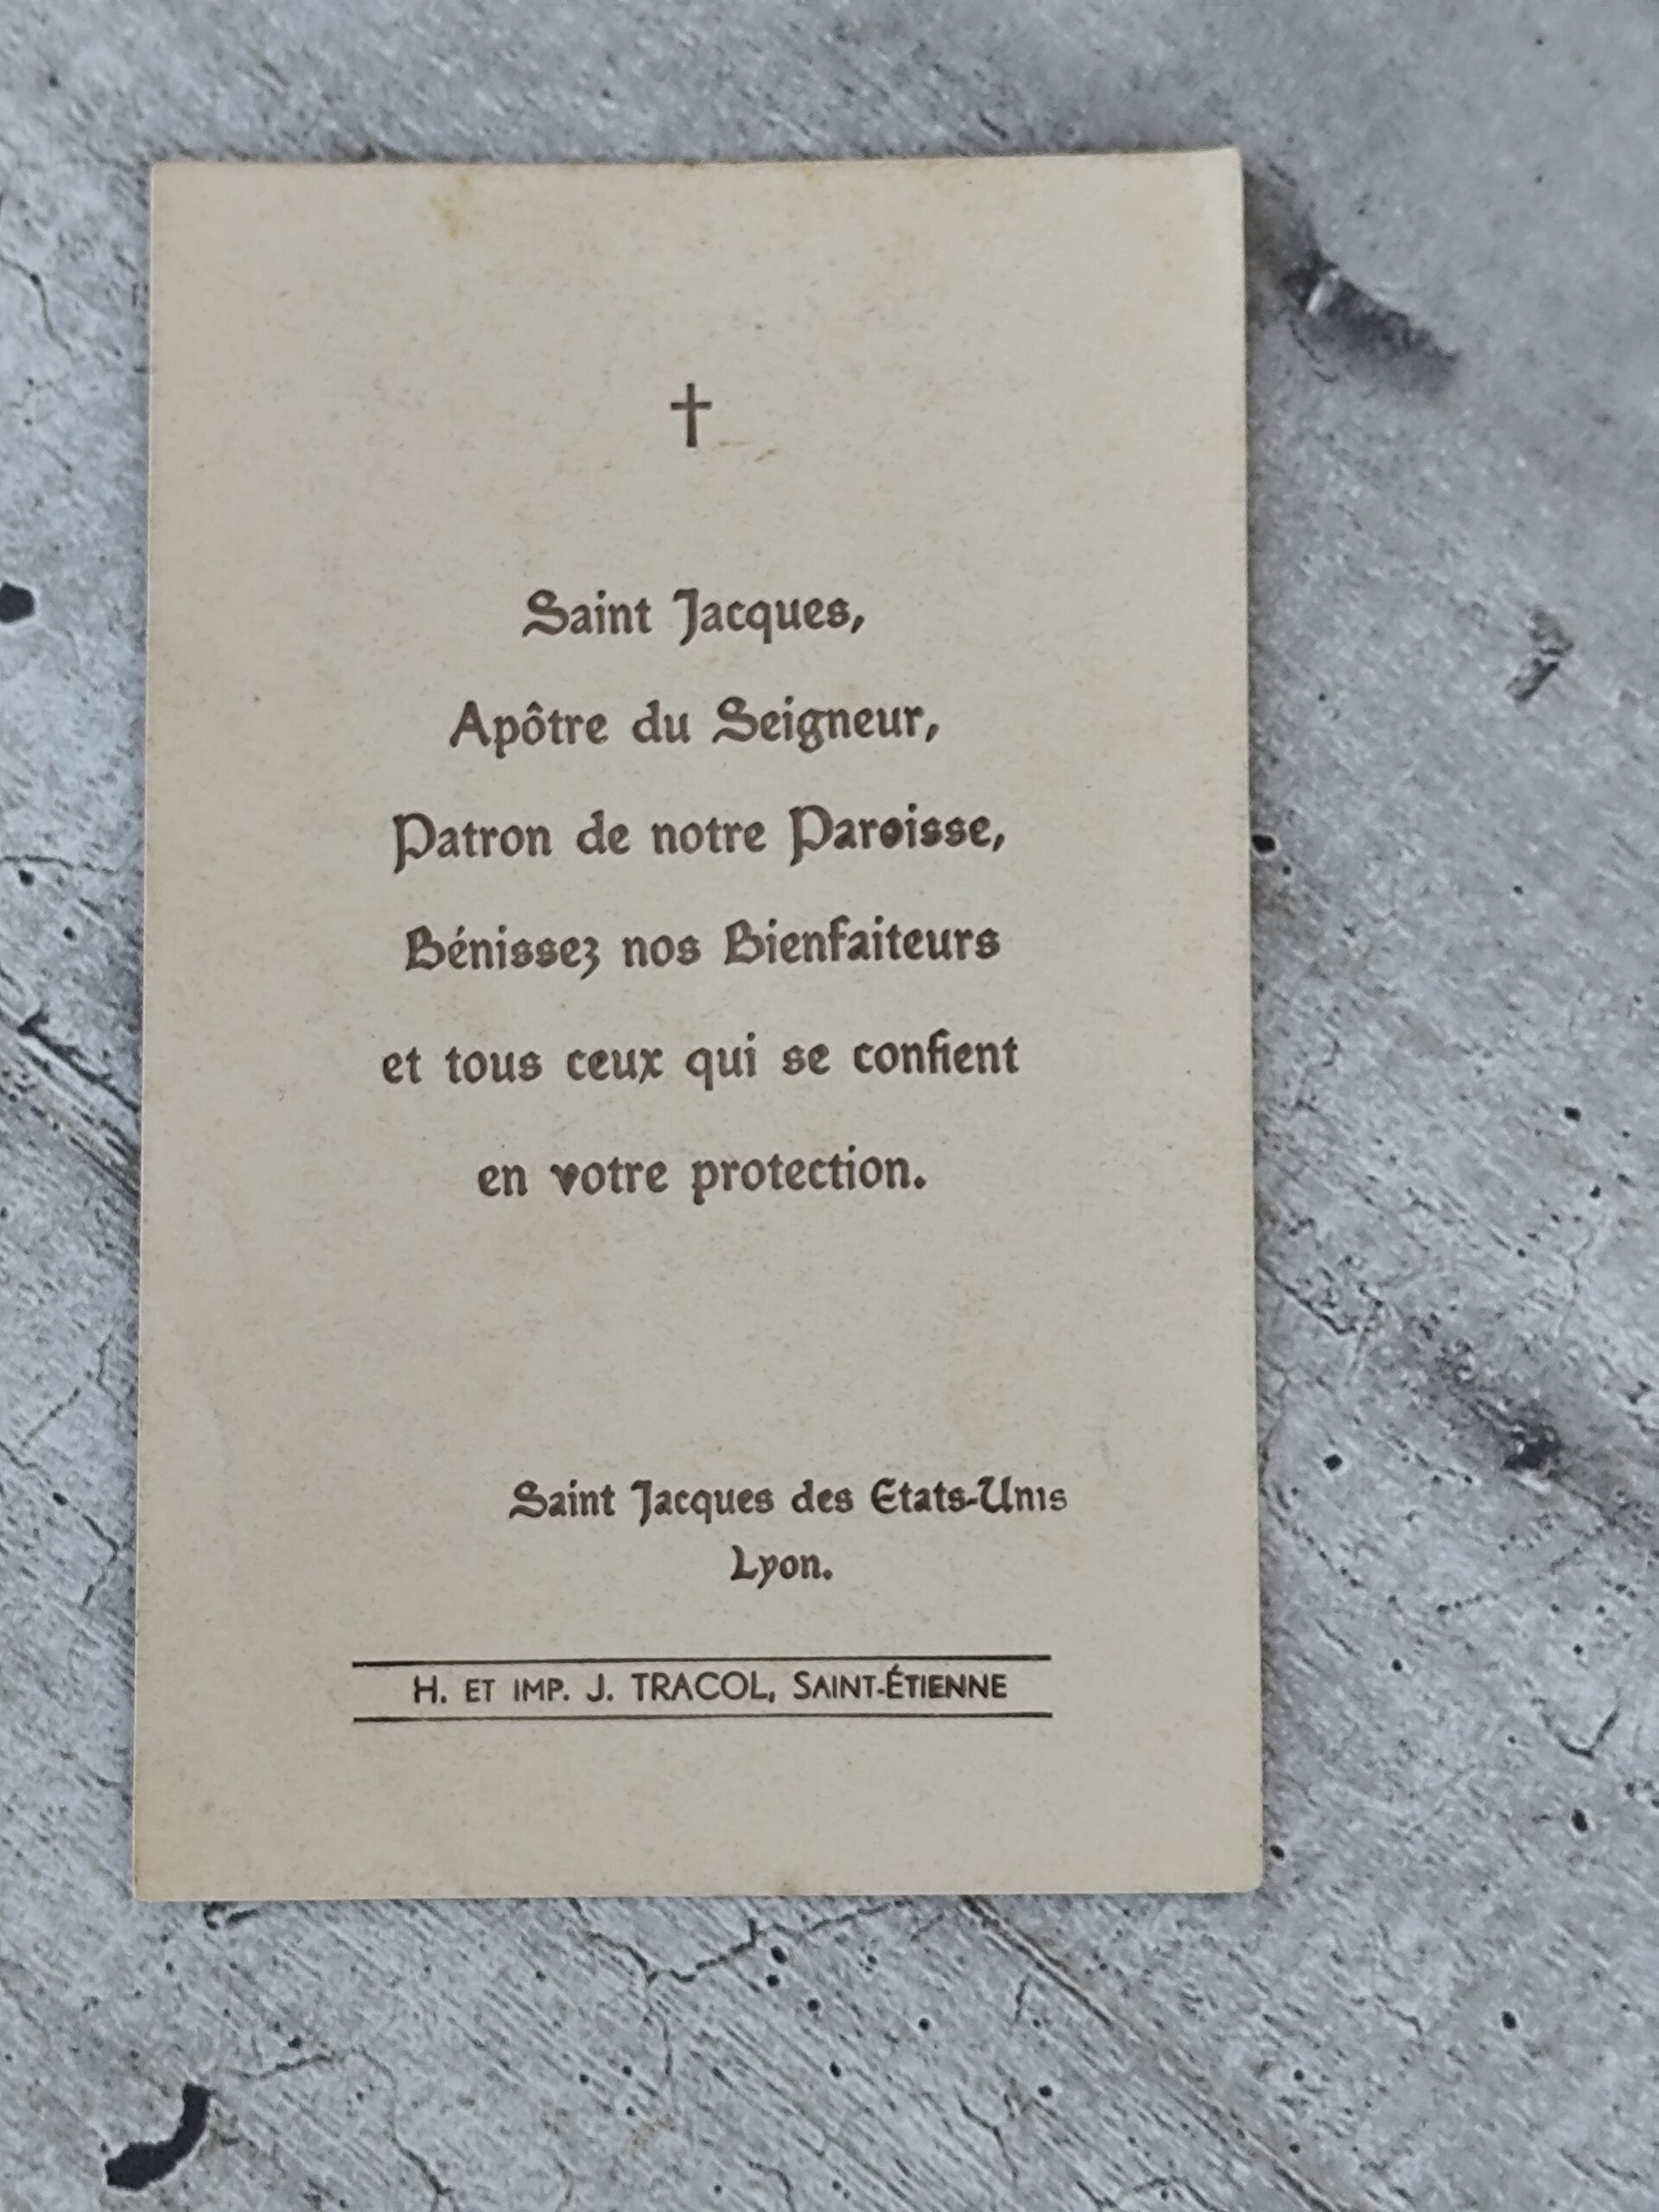 Saint Jacques,
Apôtre du Seigneur,
Patron de notre Paroisse,
Bénissez nos Bienfaiteurs
et tous ceux qui se confient
en votre protection.
Saint Jacques des Etats-Unis
Lyon.
H. ET IMP. J. TRACOL, SAINT-ÉTIENNE